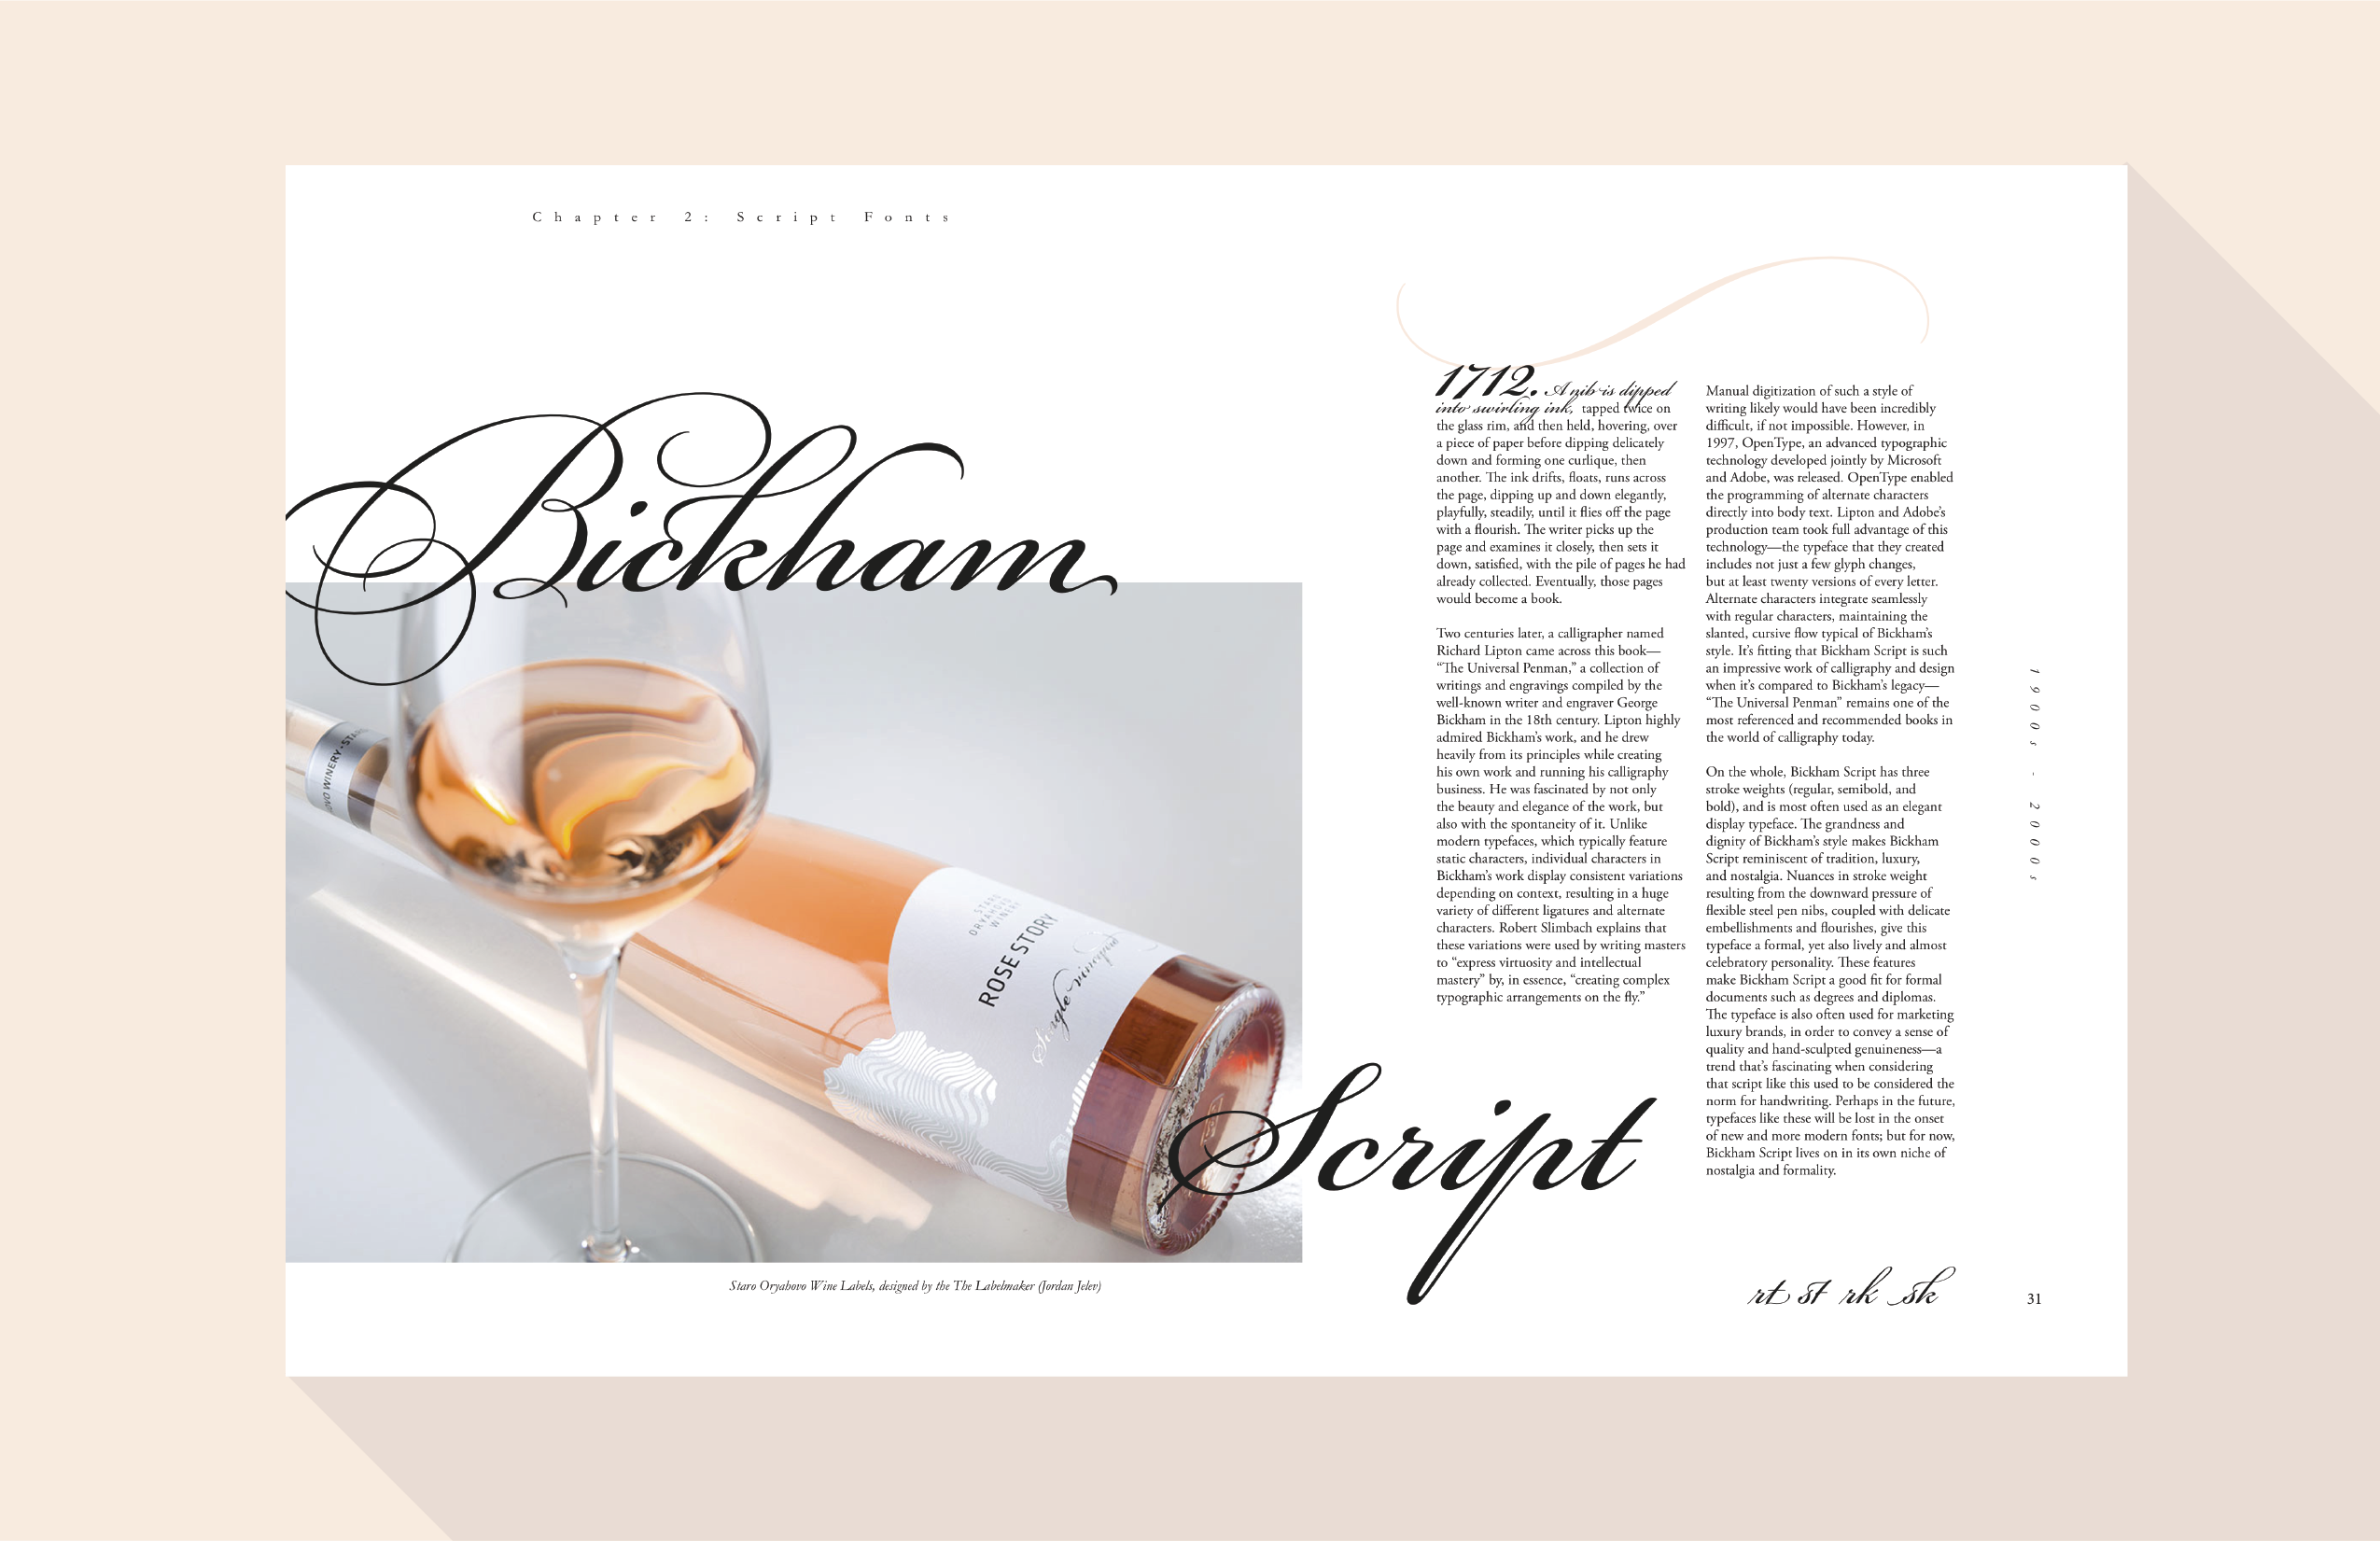 Chapter 2: Script Fonts
Bickham
Script
WINERY • STARO
STARO
ORYAHOVO
WINERY
ROSE STORY
Single vineyard
Staro Oryahovo Wine Labels, designed by the The Labelmaker (Jordan Jelev)
1712. A nib is dipped
into swirling ink, tapped twice on
the glass rim, and then held, hovering, over
a piece of paper before dipping delicately
down and forming one curlique, then
another. The ink drifts, floats, runs across
the page, dipping up and down elegantly,
playfully, steadily, until it flies off the page
with a flourish. The writer picks up the
page and examines it closely, then sets it
down, satisfied, with the pile of pages he had
already collected. Eventually, those pages
would become a book.
Two centuries later, a calligrapher named
Richard Lipton came across this book—
“The Universal Penman,” a collection of
writings and engravings compiled by the
well-known writer and engraver George
Bickham in the 18th century. Lipton highly
admired Bickham’s work, and he drew
heavily from its principles while creating
his own work and running his calligraphy
business. He was fascinated by not only
the beauty and elegance of the work, but
also with the spontaneity of it. Unlike
modern typefaces, which typically feature
static characters, individual characters in
Bickham’s work display consistent variations
depending on context, resulting in a huge
variety of different ligatures and alternate
characters. Robert Slimbach explains that
these variations were used by writing masters
to “express virtuosity and intellectual
mastery” by, in essence, “creating complex
typographic arrangements on the fly.”
Manual digitization of such a style of
writing likely would have been incredibly
difficult, if not impossible. However, in
1997, OpenType, an advanced typographic
technology developed jointly by Microsoft
and Adobe, was released. OpenType enabled
the programming of alternate characters
directly into body text. Lipton and Adobe’s
production team took full advantage of this
technology—the typeface that they created
includes not just a few glyph changes,
but at least twenty versions of every letter.
Alternate characters integrate seamlessly
with regular characters, maintaining the
slanted, cursive flow typical of Bickham’s
style. It’s fitting that Bickham Script is such
an impressive work of calligraphy and design
when it’s compared to Bickham’s legacy—
“The Universal Penman” remains one of the
most referenced and recommended books in
the world of calligraphy today.
On the whole, Bickham Script has three
stroke weights (regular, semibold, and
bold), and is most often used as an elegant
display typeface. The grandness and
dignity of Bickham’s style makes Bickham
Script reminiscent of tradition, luxury,
and nostalgia. Nuances in stroke weight
resulting from the downward pressure of
flexible steel pen nibs, coupled with delicate
embellishments and flourishes, give this
typeface a formal, yet also lively and almost
celebratory personality. These features
make Bickham Script a good fit for formal
documents such as degrees and diplomas.
The typeface is also often used for marketing
luxury brands, in order to convey a sense of
quality and hand-sculpted genuineness—a
trend that’s fascinating when considering
that script like this used to be considered the
norm for handwriting. Perhaps in the future,
typefaces like these will be lost in the onset
of new and more modern fonts; but for now,
Bickham Script lives on in its own niche of
nostalgia and formality.
1900s - 2000s
rt st rk sk
31